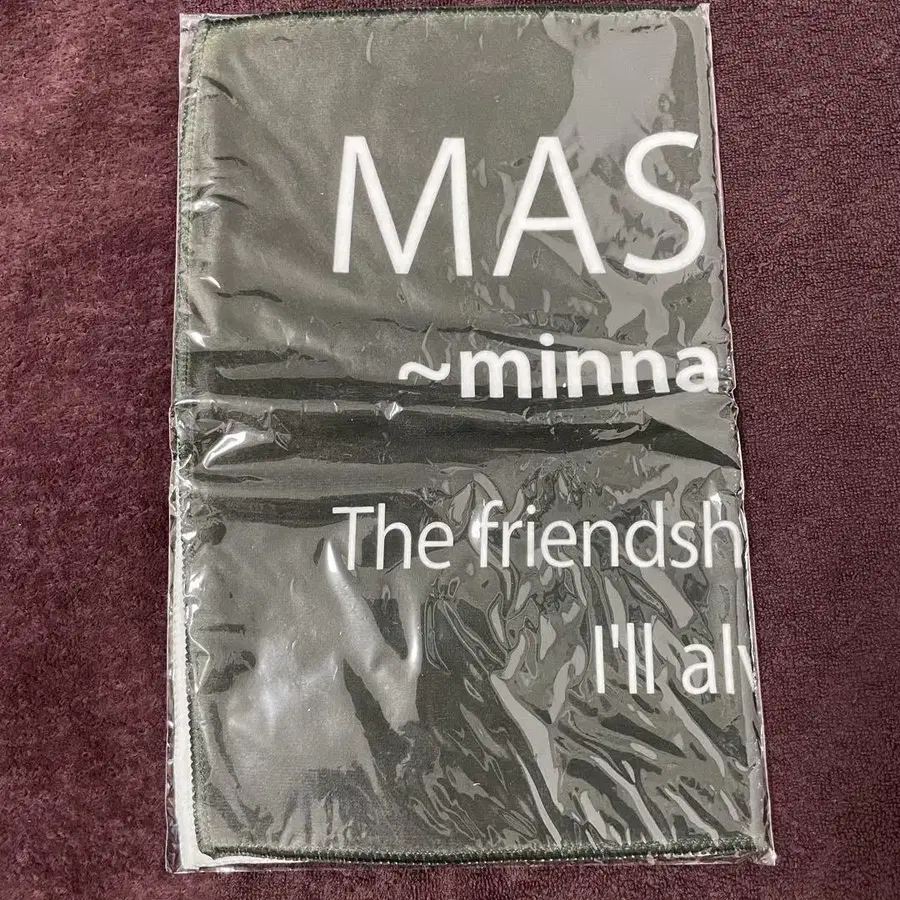 MAS
~minna
The friendsh
I'll al